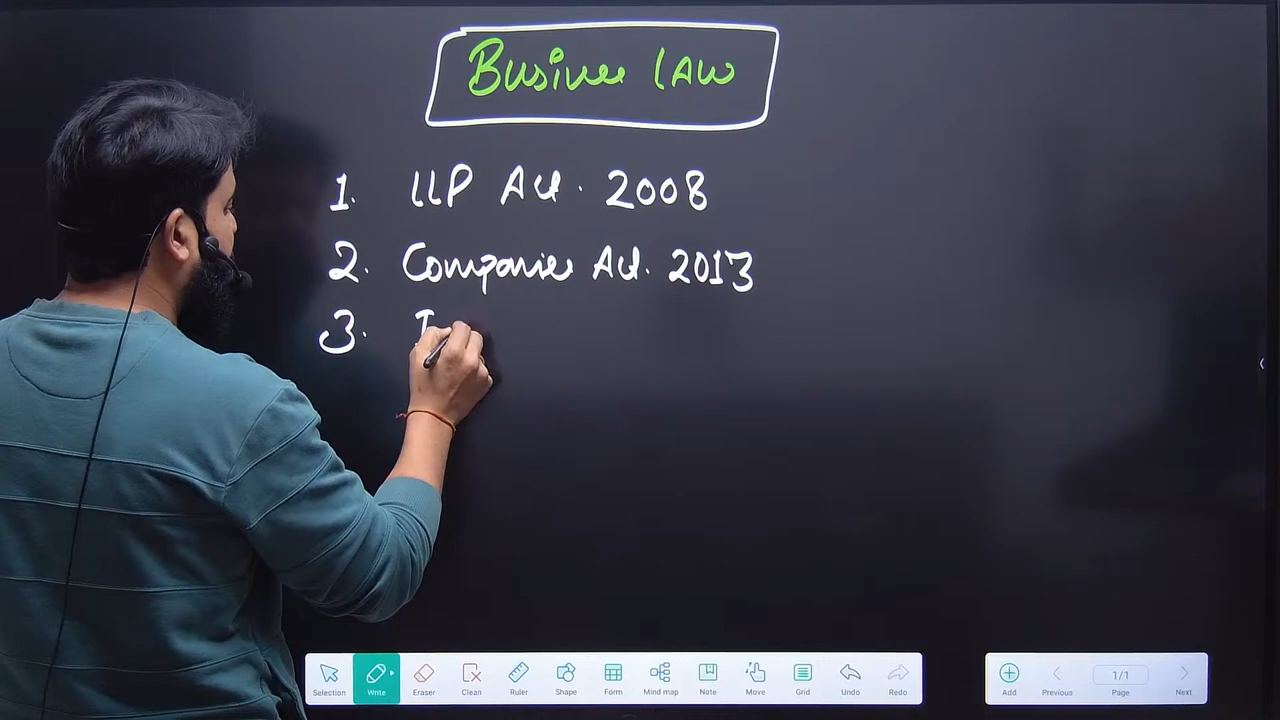 Business Law
1. LLP Act. 2008
2. Companies Act. 2013
3. I
Selection Write Eraser Clean Ruler Shape Form Mind map Note Move Grid Undo Redo
Add Previous 1/1 Page Next